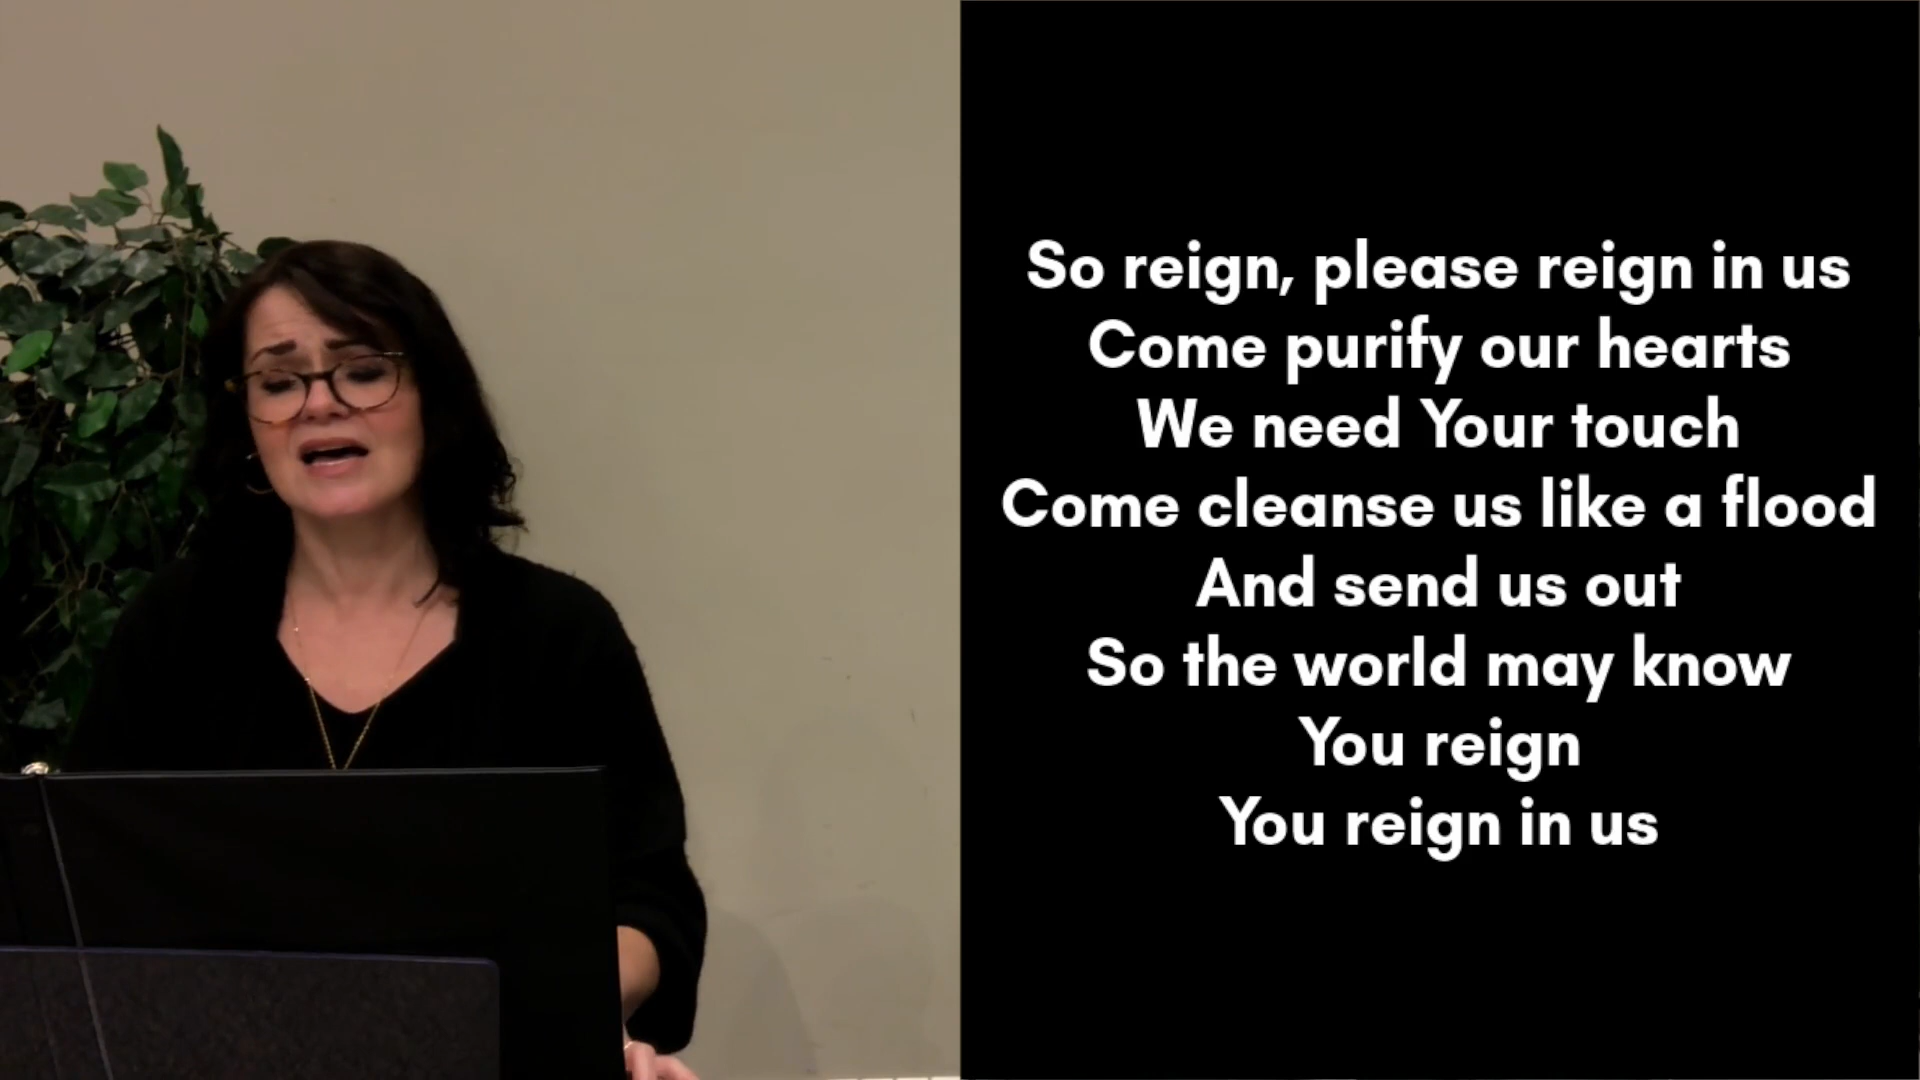 So reign, please reign in us
Come purify our hearts
We need Your touch
Come cleanse us like a flood
And send us out
So the world may know
You reign
You reign in us